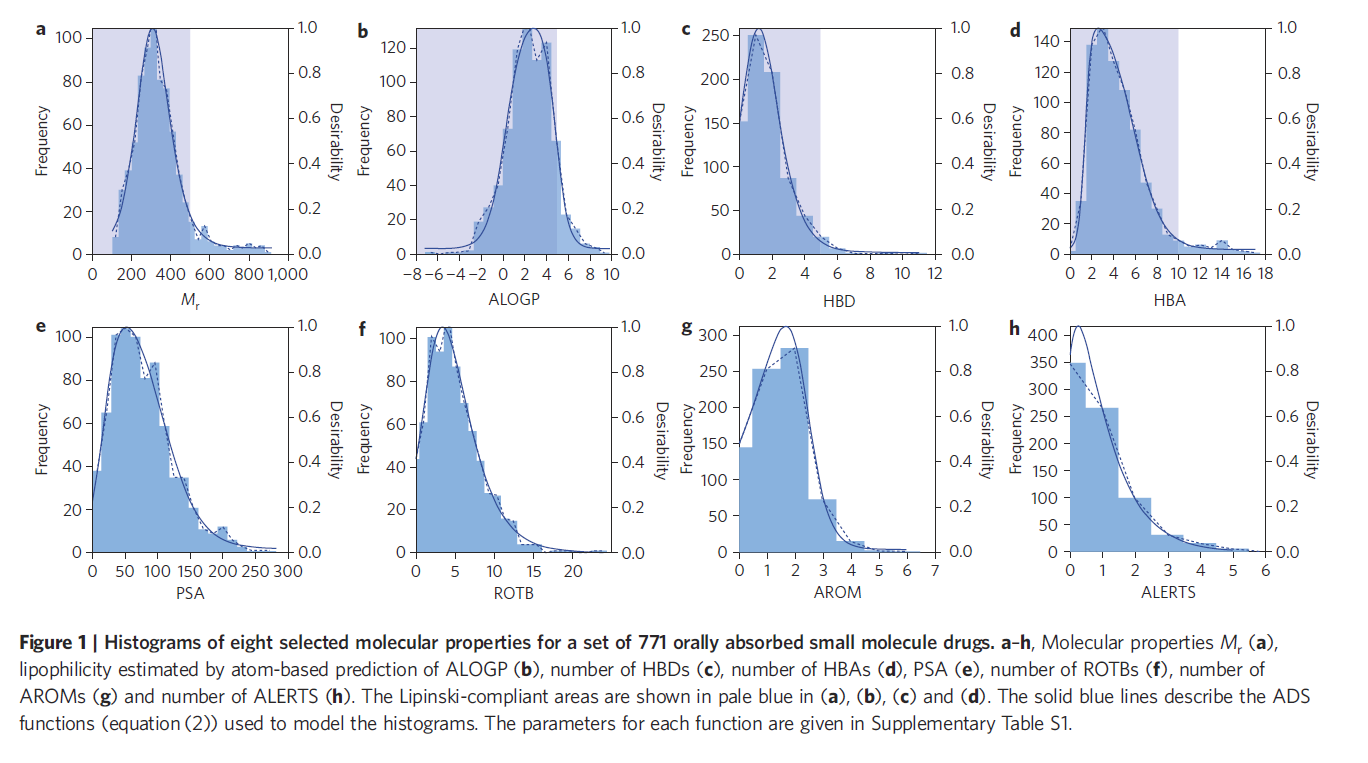 a
100
80
60
40
20
0
1.0
0.8
0.6
0.4
0.2
0.0
Frequency
Desirability
0 200 400 600 800 1,000
Mr
b
120
100
80
60
40
20
0
1.0
0.8
0.6
0.4
0.2
0.0
Frequency
Desirability
−8 −6 −4 −2 0 2 4 6 8 10
ALOGP
c
250
200
150
100
50
0
1.0
0.8
0.6
0.4
0.2
0.0
Frequency
Desirability
0 2 4 6 8 10 12
HBD
d
140
120
100
80
60
40
20
0
1.0
0.8
0.6
0.4
0.2
0.0
Frequency
Desirability
0 2 4 6 8 10 12 14 16 18
HBA
e
100
80
60
40
20
0
1.0
0.8
0.6
0.4
0.2
0.0
Frequency
Desirability
0 50 100 150 200 250 300
PSA
f
100
80
60
40
20
0
1.0
0.8
0.6
0.4
0.2
0.0
Frequency
Desirability
0 5 10 15 20
ROTB
g
300
250
200
150
100
50
0
1.0
0.8
0.6
0.4
0.2
0.0
Frequency
Desirability
0 1 2 3 4 5 6 7
AROM
h
400
350
300
250
200
150
100
50
0
1.0
0.8
0.6
0.4
0.2
0.0
Frequency
Desirability
0 1 2 3 4 5 6
ALERTS
Figure 1 | Histograms of eight selected molecular properties for a set of 771 orally absorbed small molecule drugs. a–h, Molecular properties Mr (a),
lipophilicity estimated by atom-based prediction of ALOGP (b), number of HBDs (c), number of HBAs (d), PSA (e), number of ROTBs (f), number of
AROMs (g) and number of ALERTS (h). The Lipinski-compliant areas are shown in pale blue in (a), (b), (c) and (d). The solid blue lines describe the ADS
functions (equation (2)) used to model the histograms. The parameters for each function are given in Supplementary Table S1.